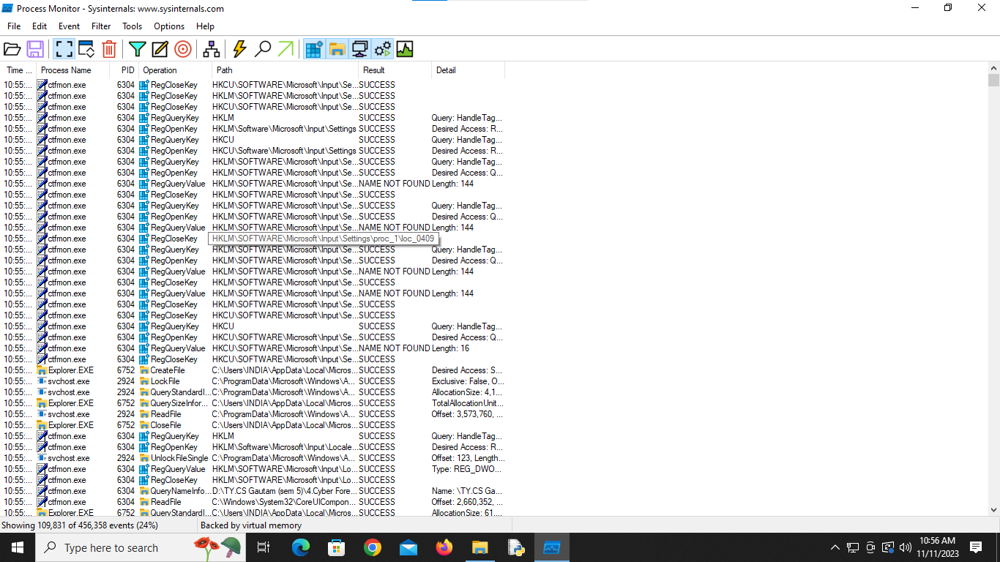 Process Monitor - Sysinternals: www.sysinternals.com
File Edit Event Filter Tools Options Help
Time ... Process Name PID Operation Path Result Detail
10:55:... ctfmon.exe 6304 RegCloseKey HKCU\SOFTWARE\Microsoft\Input\Se... SUCCESS
10:55:... ctfmon.exe 6304 RegCloseKey HKLM\SOFTWARE\Microsoft\Input\Se... SUCCESS
10:55:... ctfmon.exe 6304 RegCloseKey HKCU\SOFTWARE\Microsoft\Input\Se... SUCCESS
10:55:... ctfmon.exe 6304 RegQueryKey HKLM SUCCESS Query: HandleTag...
10:55:... ctfmon.exe 6304 RegOpenKey HKLM\Software\Microsoft\Input\Settings SUCCESS Desired Access: R...
10:55:... ctfmon.exe 6304 RegQueryKey HKCU SUCCESS Query: HandleTag...
10:55:... ctfmon.exe 6304 RegOpenKey HKCU\Software\Microsoft\Input\Settings SUCCESS Desired Access: R...
10:55:... ctfmon.exe 6304 RegQueryKey HKLM\SOFTWARE\Microsoft\Input\Se... SUCCESS Query: HandleTag...
10:55:... ctfmon.exe 6304 RegOpenKey HKLM\SOFTWARE\Microsoft\Input\Se... SUCCESS Desired Access: Q...
10:55:... ctfmon.exe 6304 RegQueryValue HKLM\SOFTWARE\Microsoft\Input\Se... NAME NOT FOUND Length: 144
10:55:... ctfmon.exe 6304 RegCloseKey HKLM\SOFTWARE\Microsoft\Input\Se... SUCCESS
10:55:... ctfmon.exe 6304 RegQueryKey HKLM\SOFTWARE\Microsoft\Input\Se... SUCCESS Query: HandleTag...
10:55:... ctfmon.exe 6304 RegOpenKey HKLM\SOFTWARE\Microsoft\Input\Se... SUCCESS Desired Access: Q...
10:55:... ctfmon.exe 6304 RegQueryValue HKLM\SOFTWARE\Microsoft\Input\Se... NAME NOT FOUND Length: 144
10:55:... ctfmon.exe 6304 RegCloseKey HKLM\SOFTWARE\Microsoft\Input\Settings\proc_1\loc_0409
10:55:... ctfmon.exe 6304 RegQueryKey HKLM\SOFTWARE\Microsoft\Input\Se... SUCCESS Query: HandleTag...
10:55:... ctfmon.exe 6304 RegOpenKey HKLM\SOFTWARE\Microsoft\Input\Se... SUCCESS Desired Access: Q...
10:55:... ctfmon.exe 6304 RegQueryValue HKLM\SOFTWARE\Microsoft\Input\Se... NAME NOT FOUND Length: 144
10:55:... ctfmon.exe 6304 RegCloseKey HKLM\SOFTWARE\Microsoft\Input\Se... SUCCESS
10:55:... ctfmon.exe 6304 RegQueryValue HKLM\SOFTWARE\Microsoft\Input\Se... NAME NOT FOUND Length: 144
10:55:... ctfmon.exe 6304 RegCloseKey HKLM\SOFTWARE\Microsoft\Input\Se... SUCCESS
10:55:... ctfmon.exe 6304 RegCloseKey HKLM\SOFTWARE\Microsoft\Input\Se... SUCCESS
10:55:... ctfmon.exe 6304 RegQueryKey HKCU SUCCESS Query: HandleTag...
10:55:... ctfmon.exe 6304 RegOpenKey HKCU\SOFTWARE\Microsoft\Input\Se... SUCCESS Desired Access: Q...
10:55:... ctfmon.exe 6304 RegQueryValue HKCU\SOFTWARE\Microsoft\Input\Se... NAME NOT FOUND Length: 16
10:55:... ctfmon.exe 6304 RegCloseKey HKCU\SOFTWARE\Microsoft\Input\Se... SUCCESS
10:55:... Explorer.EXE 6752 CreateFile C:\Users\INDIA\AppData\Local\Micros... SUCCESS Desired Access: S...
10:55:... svchost.exe 2924 LockFile C:\ProgramData\Microsoft\Windows\A... SUCCESS Exclusive: False, O...
10:55:... svchost.exe 2924 QueryStandardI... C:\ProgramData\Microsoft\Windows\A... SUCCESS AllocationSize: 4,1...
10:55:... Explorer.EXE 6752 QuerySizeInfor... C:\Users\INDIA\AppData\Local\Micros... SUCCESS TotalAllocationUnit...
10:55:... svchost.exe 2924 ReadFile C:\ProgramData\Microsoft\Windows\A... SUCCESS Offset: 3,573,760, ...
10:55:... Explorer.EXE 6752 CloseFile C:\Users\INDIA\AppData\Local\Micros... SUCCESS
10:55:... ctfmon.exe 6304 RegQueryKey HKLM SUCCESS Query: HandleTag...
10:55:... ctfmon.exe 6304 RegOpenKey HKLM\Software\Microsoft\Input\Locale... SUCCESS Desired Access: R...
10:55:... svchost.exe 2924 UnlockFileSingle C:\ProgramData\Microsoft\Windows\A... SUCCESS Offset: 123, Length...
10:55:... ctfmon.exe 6304 RegQueryValue HKLM\SOFTWARE\Microsoft\Input\Lo... SUCCESS Type: REG_DWO...
10:55:... ctfmon.exe 6304 RegCloseKey HKLM\SOFTWARE\Microsoft\Input\Lo... SUCCESS
10:55:... ctfmon.exe 6304 QueryNameInfo... D:\TY.CS Gautam (sem 5)\4.Cyber Fore... SUCCESS Name: \TY.CS Ga...
10:55:... ctfmon.exe 6304 ReadFile C:\Windows\System32\CoreUICompon... SUCCESS Offset: 2,660,352, ...
10:55:... Explorer.EXE 6752 QueryStandardI... C:\Users\INDIA\AppData\Local\Micros... SUCCESS AllocationSize: 61,...
Showing 109,831 of 456,358 events (24%) Backed by virtual memory
Type here to search
10:56 AM
11/11/2023